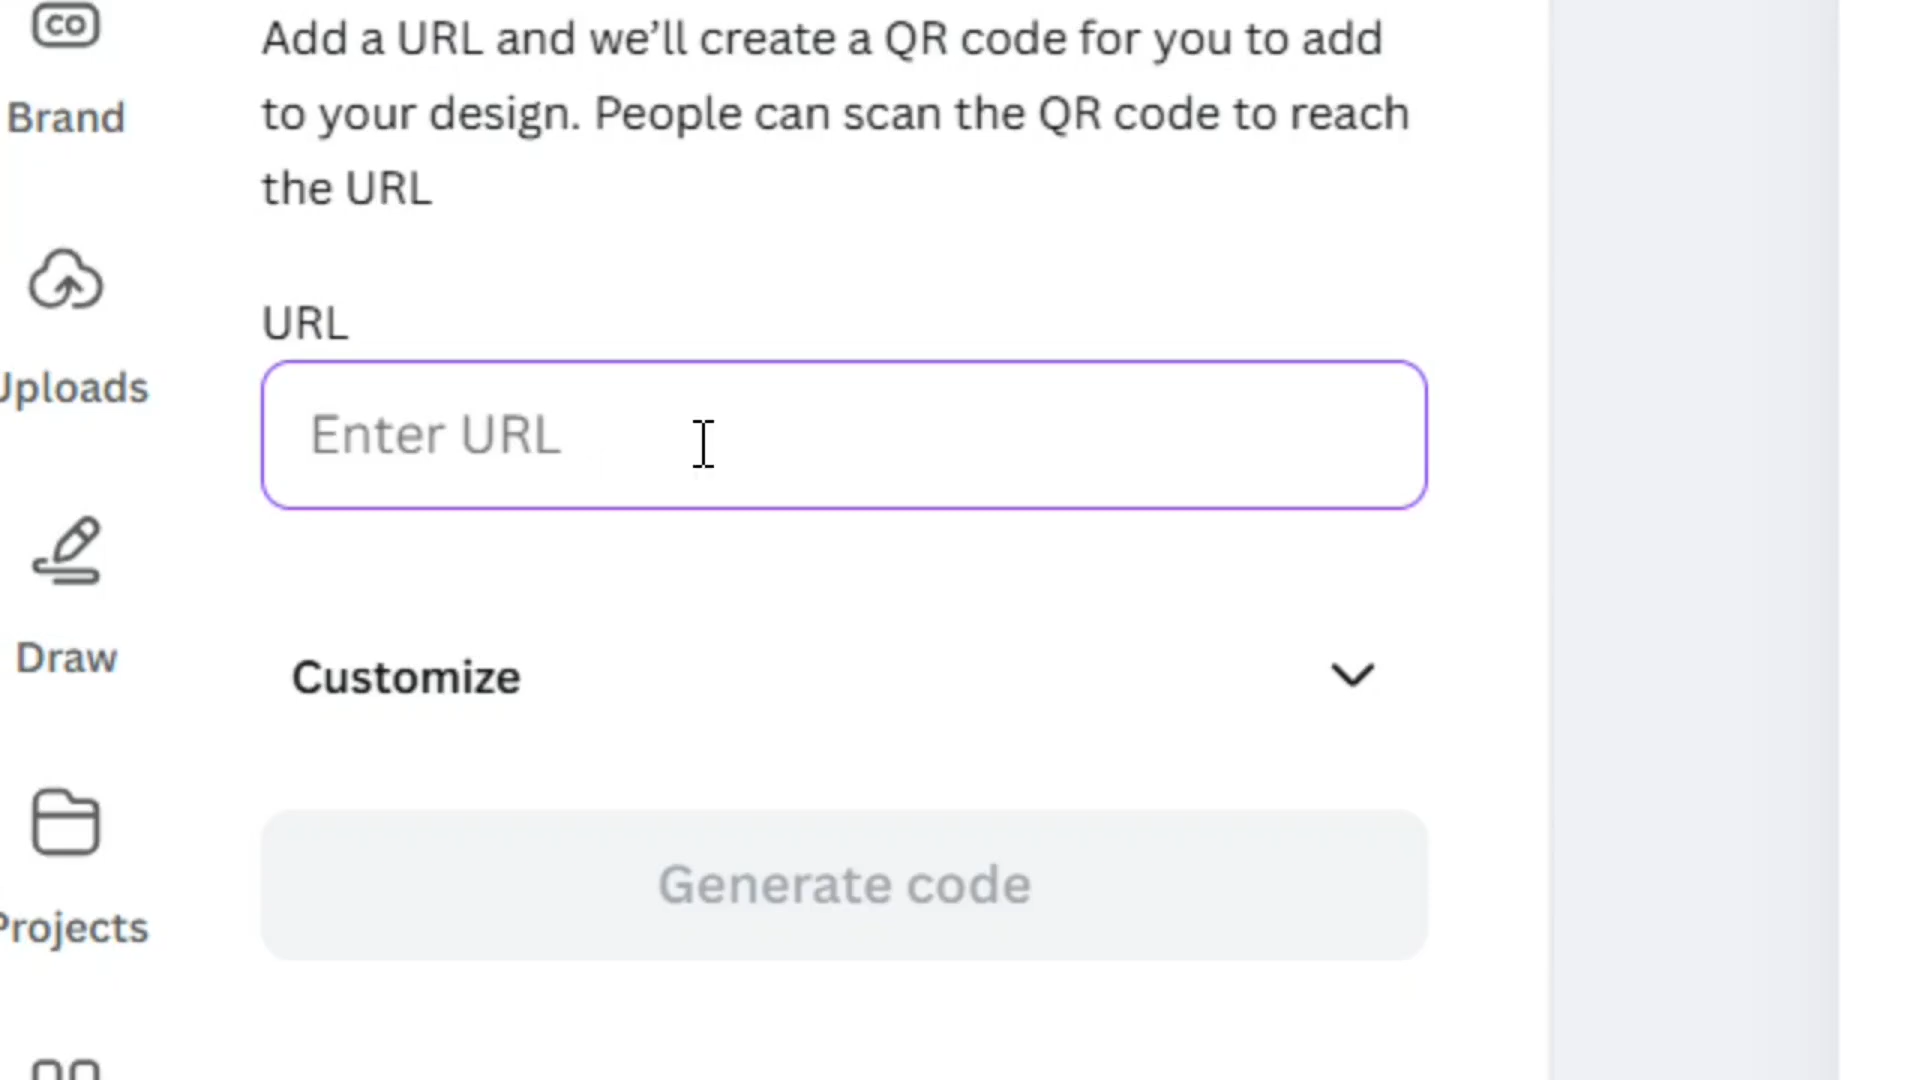 co
Brand
Uploads
Draw
Projects
Add a URL and we’ll create a QR code for you to add
to your design. People can scan the QR code to reach
the URL
URL
Enter URL
Customize
Generate code